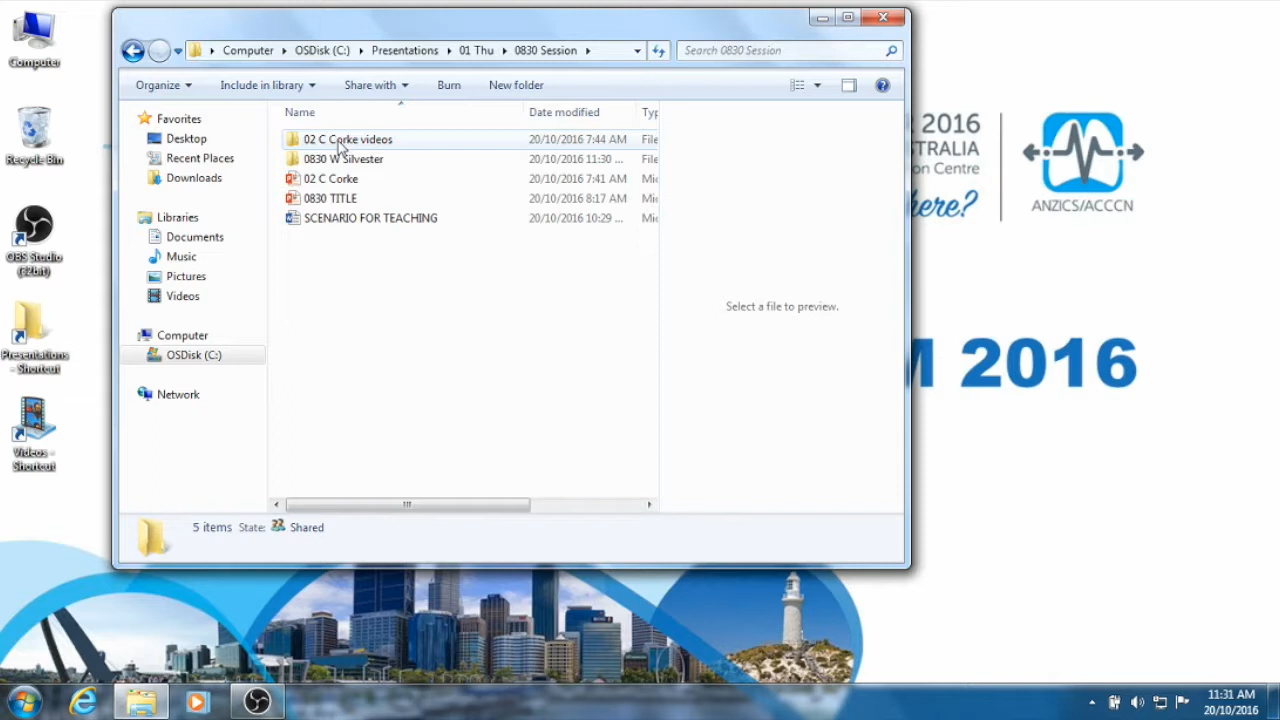 Computer
Recycle Bin
OBS Studio
(32bit)
Presentations
- Shortcut
Videos -
Shortcut
Computer OSDisk (C:) Presentations 01 Thu 0830 Session
Search 0830 Session
Organize Include in library Share with Burn New folder
Favorites
Desktop
Recent Places
Downloads
Libraries
Documents
Music
Pictures
Videos
Computer
OSDisk (C:)
Network
Name Date modified Typ
02 C Corke videos 20/10/2016 7:44 AM File
0830 W Silvester 20/10/2016 11:30 ... File
02 C Corke 20/10/2016 7:41 AM Mic
0830 TITLE 20/10/2016 8:17 AM Mic
SCENARIO FOR TEACHING 20/10/2016 10:29 ... Mic
Select a file to preview.
5 items State: Shared
2016
TRALIA
on Centre
here?
ANZICS/ACCCN
M 2016
11:31 AM
20/10/2016